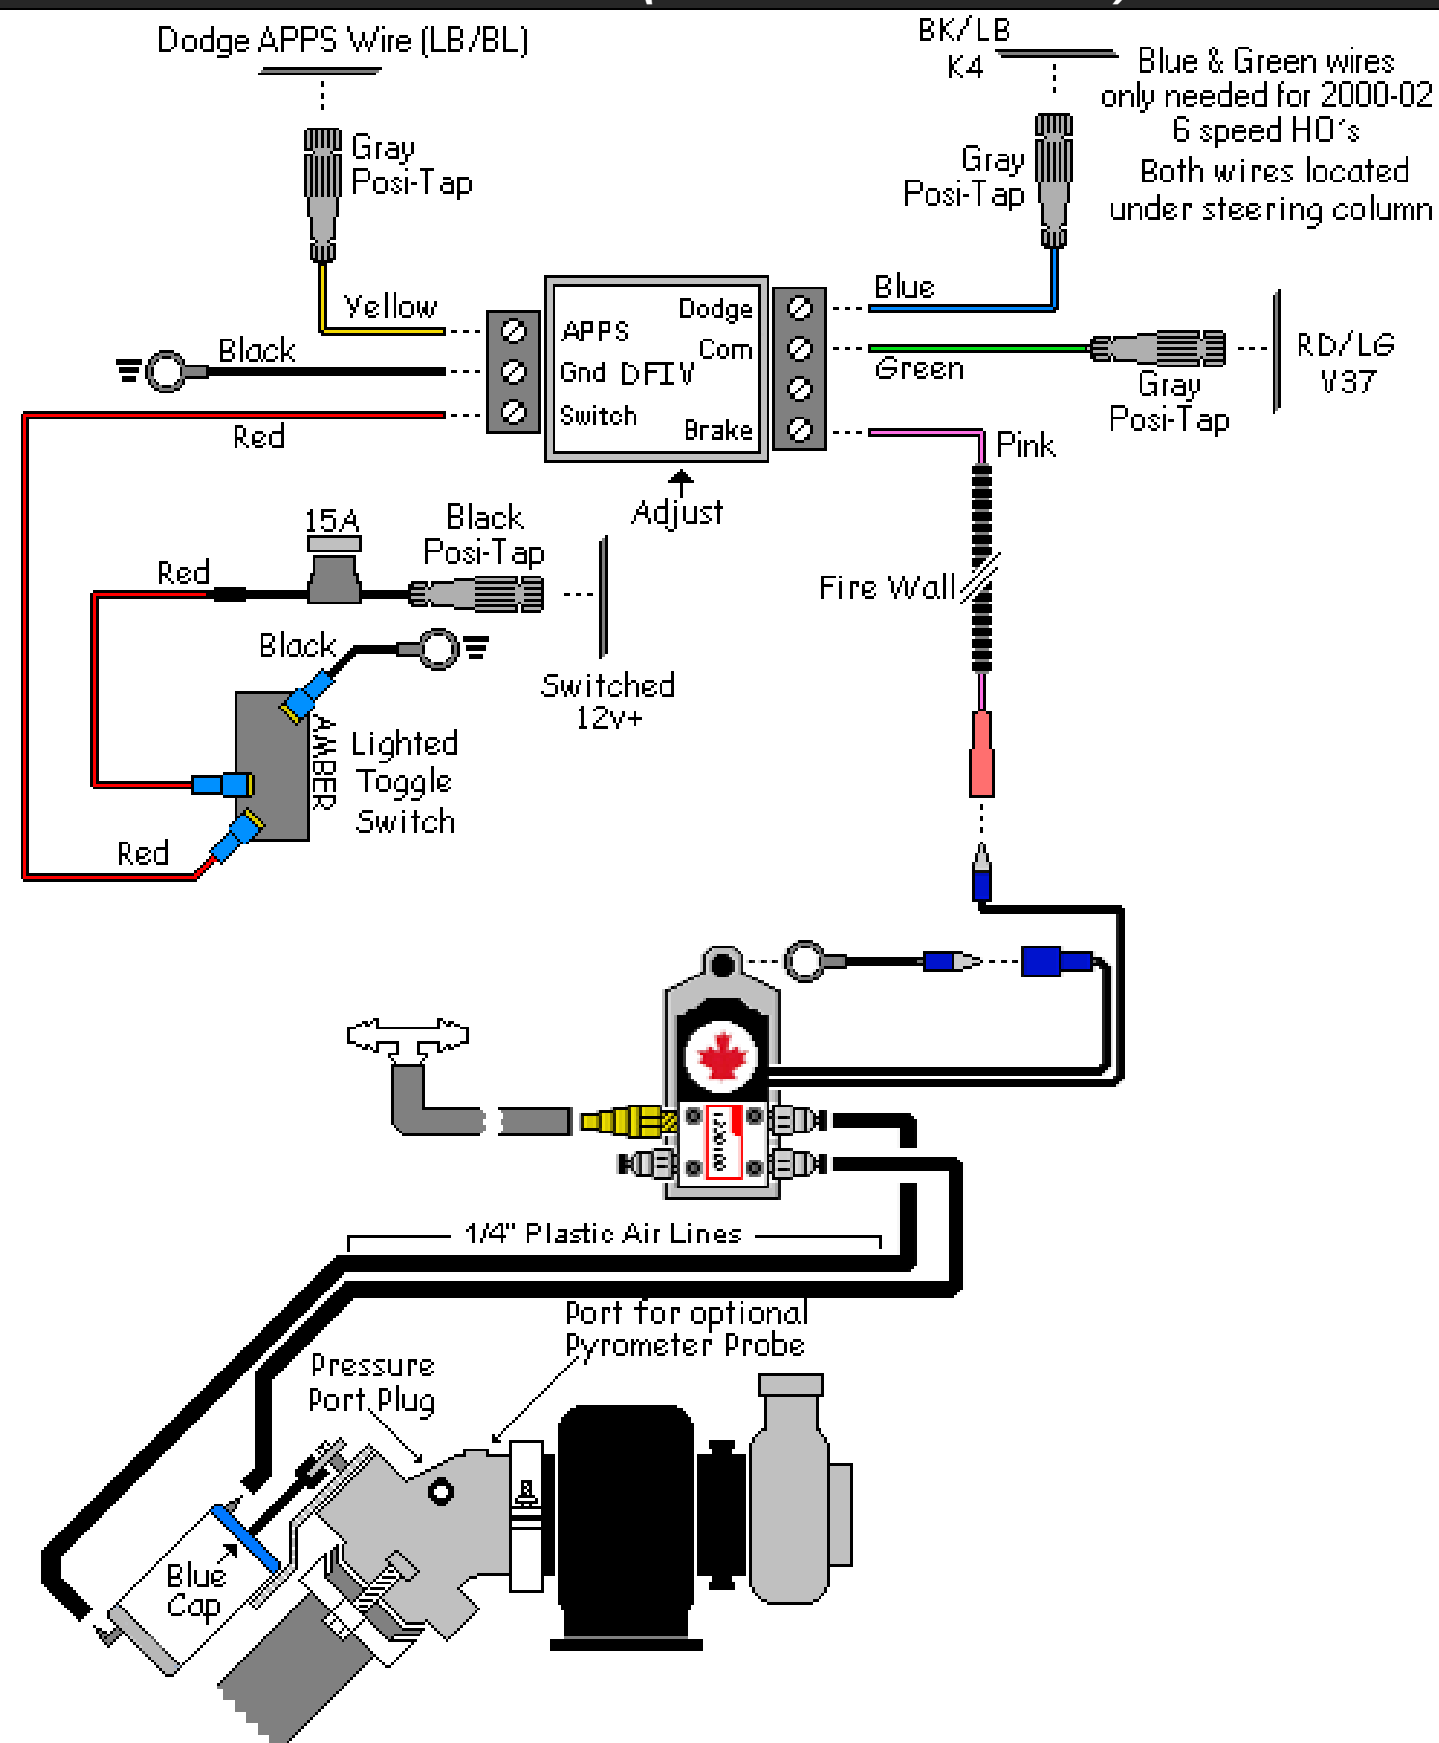 Dodge APPS Wire (LB/BL)
Gray
Posi-Tap
BK/LB
K4
Blue & Green wires
only needed for 2000-02
6 speed HO's
Both wires located
under steering column
Gray
Posi-Tap
Yellow
Black
Red
APPS
Gnd DFIV
Switch
Dodge
Com
Brake
Adjust
Blue
Green
Gray
Posi-Tap
RD/LG
V37
Pink
Fire Wall
15A
Black
Posi-Tap
Red
Black
Switched
12v+
AMBER
Lighted
Toggle
Switch
Red
1/4" Plastic Air Lines
Port for optional
Pyrometer Probe
Pressure
Port Plug
Blue
Cap